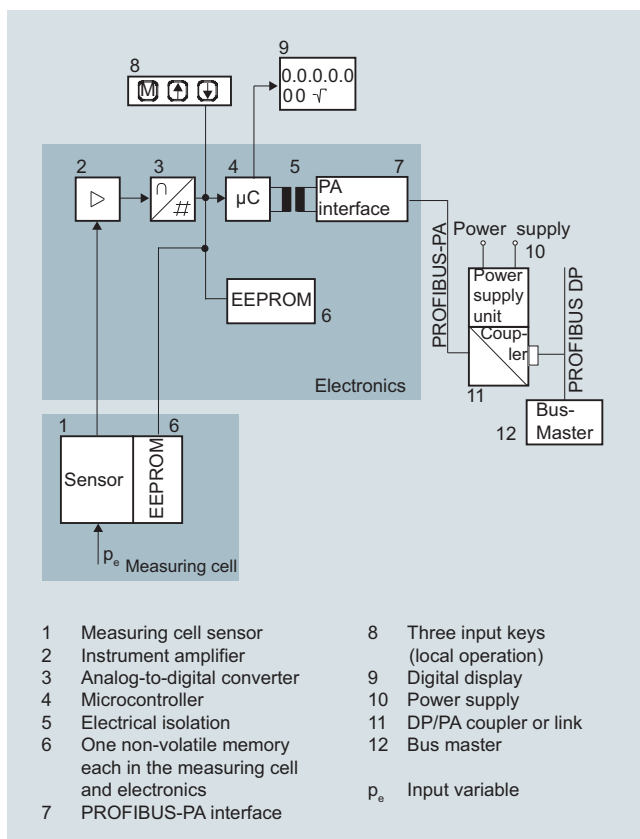 9
8
0.0.0.0.0
00 √
M
2
3
4
5
7
∩
#
µC
PA
interface
Power supply
10
EEPROM
6
PROFIBUS-PA
Power
supply
unit
Coup-
ler
PROFIBUS DP
Electronics
11
1
6
12
Bus-
Master
Sensor
EEPROM
pe Measuring cell
1 Measuring cell sensor
2 Instrument amplifier
3 Analog-to-digital converter
4 Microcontroller
5 Electrical isolation
6 One non-volatile memory
each in the measuring cell
and electronics
7 PROFIBUS-PA interface
8 Three input keys
(local operation)
9 Digital display
10 Power supply
11 DP/PA coupler or link
12 Bus master
pe Input variable